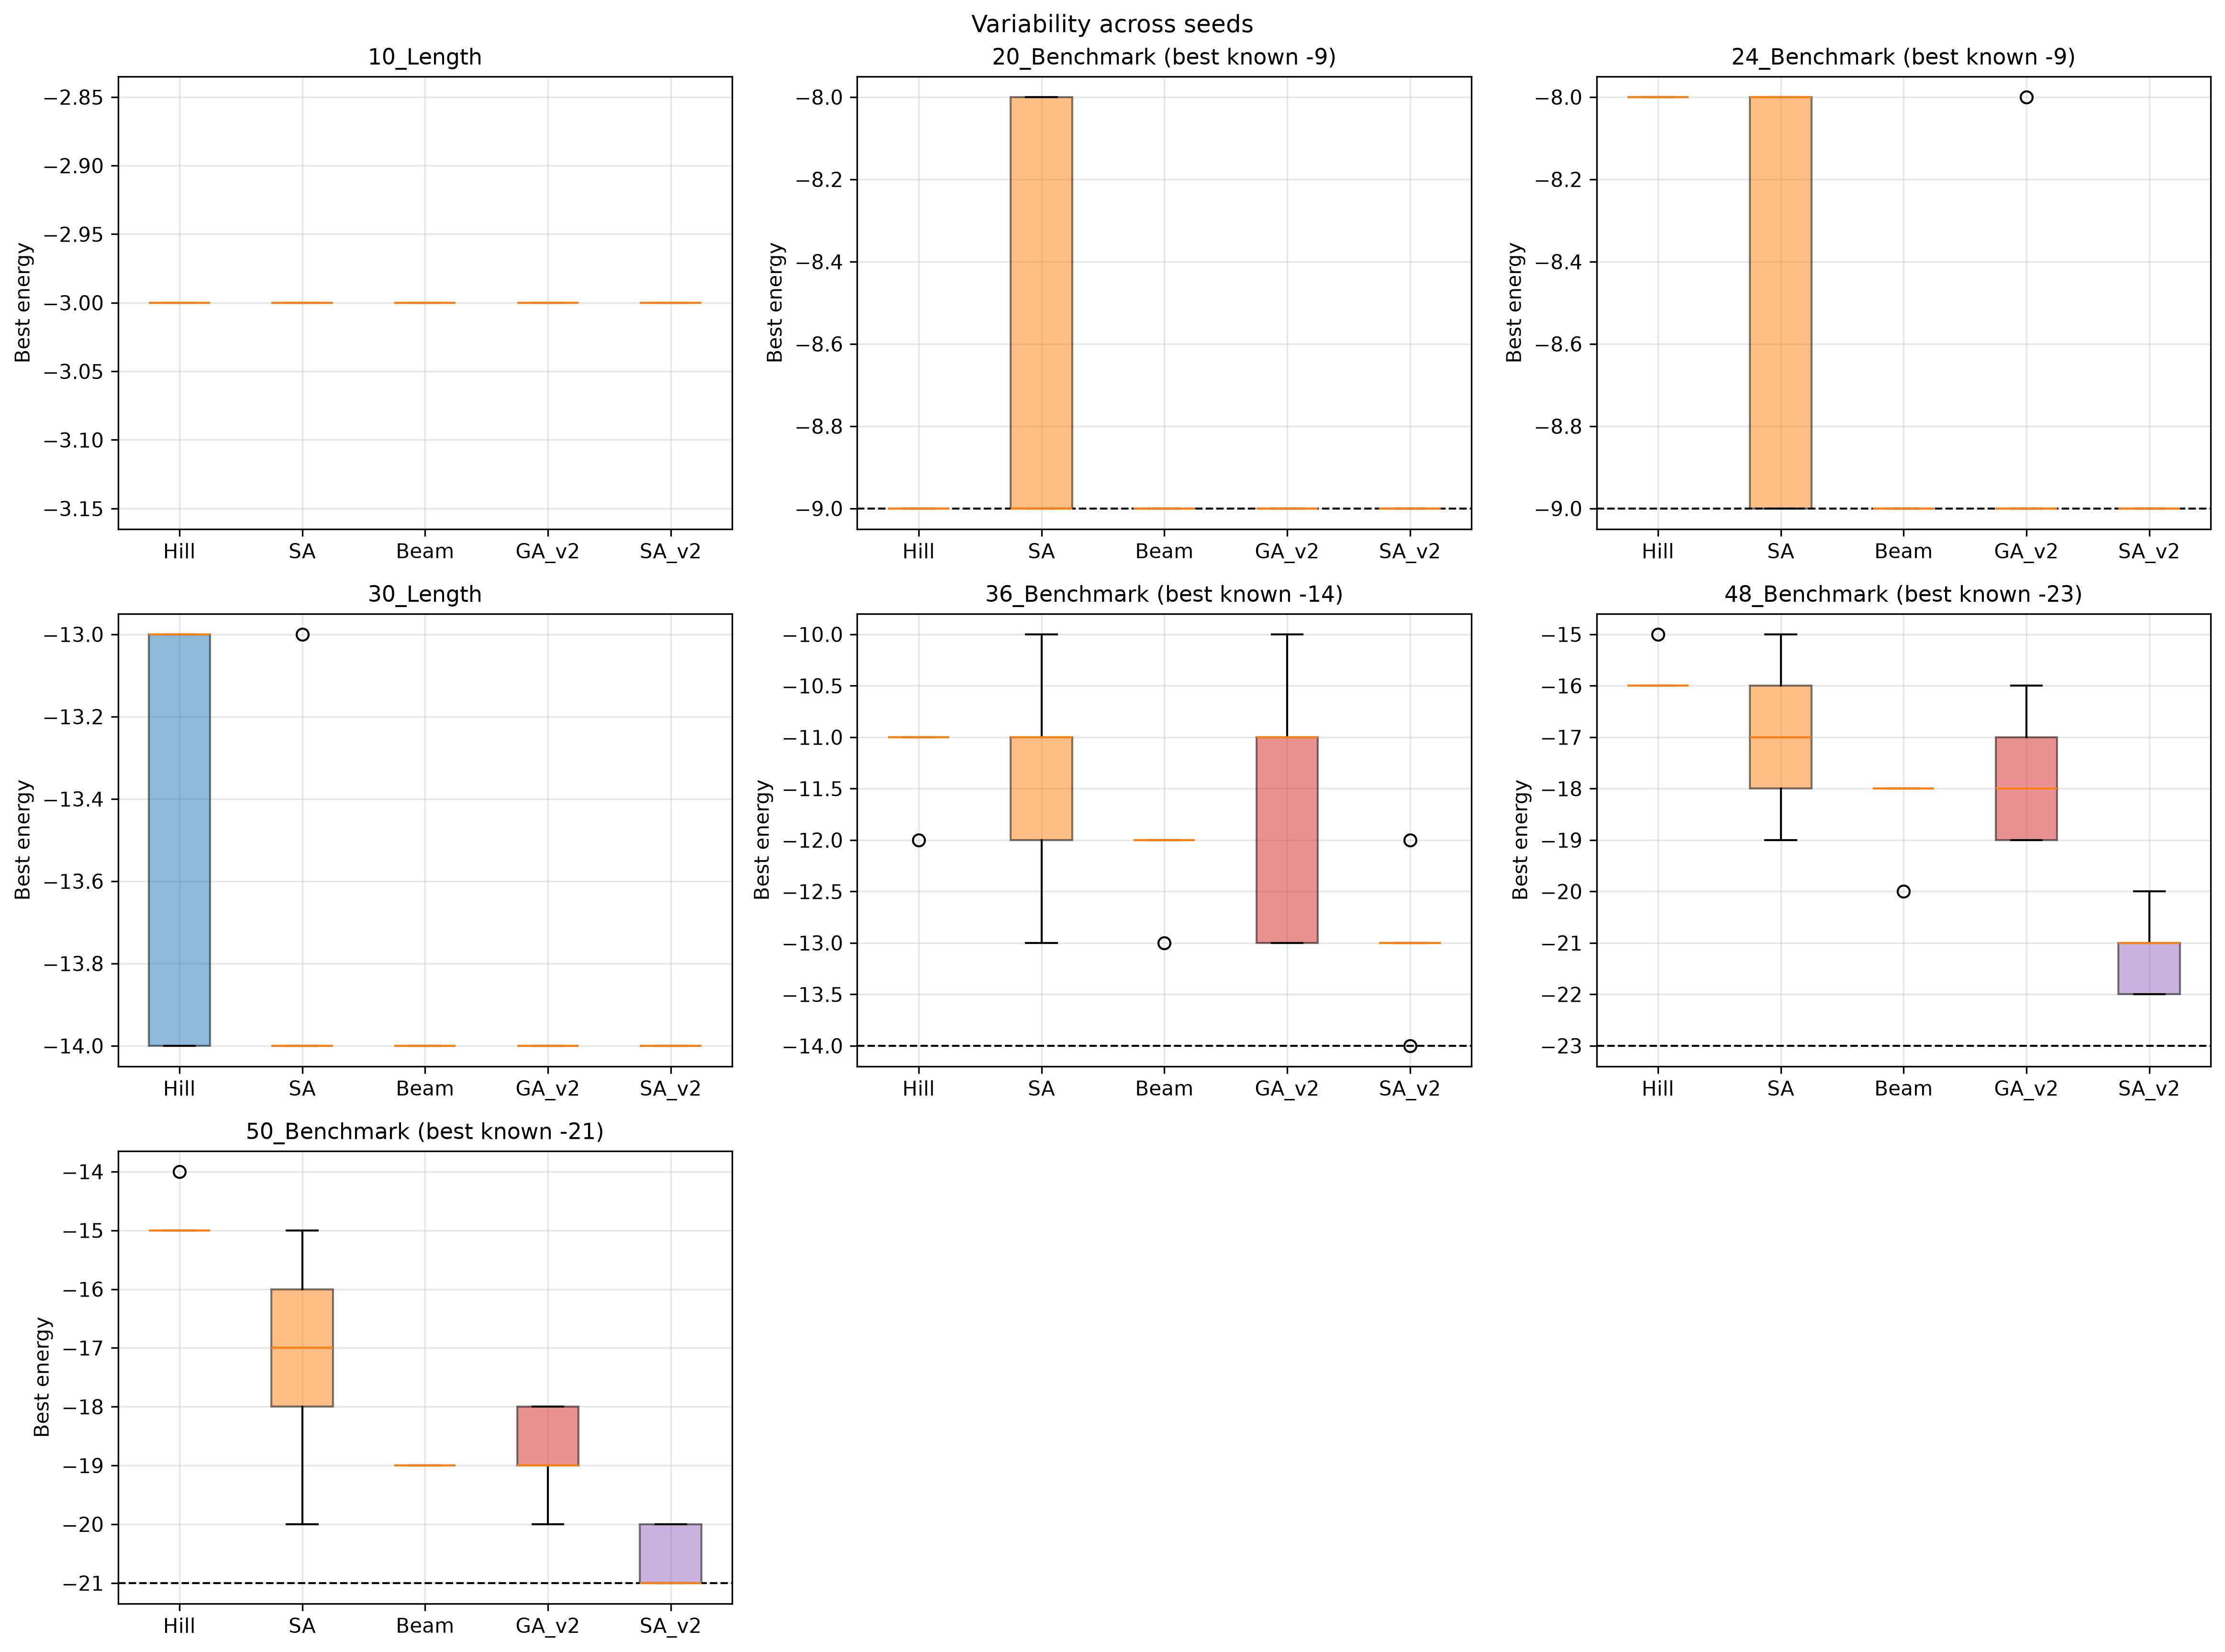 Variability across seeds
10_Length
20_Benchmark (best known -9)
24_Benchmark (best known -9)
Best energy
−2.85
−2.90
−2.95
−3.00
−3.05
−3.10
−3.15
Hill SA Beam GA_v2 SA_v2
Best energy
−8.0
−8.2
−8.4
−8.6
−8.8
−9.0
Hill SA Beam GA_v2 SA_v2
Best energy
−8.0
−8.2
−8.4
−8.6
−8.8
−9.0
Hill SA Beam GA_v2 SA_v2
30_Length
36_Benchmark (best known -14)
48_Benchmark (best known -23)
Best energy
−13.0
−13.2
−13.4
−13.6
−13.8
−14.0
Hill SA Beam GA_v2 SA_v2
Best energy
−10.0
−10.5
−11.0
−11.5
−12.0
−12.5
−13.0
−13.5
−14.0
Hill SA Beam GA_v2 SA_v2
Best energy
−15
−16
−17
−18
−19
−20
−21
−22
−23
Hill SA Beam GA_v2 SA_v2
50_Benchmark (best known -21)
Best energy
−14
−15
−16
−17
−18
−19
−20
−21
Hill SA Beam GA_v2 SA_v2